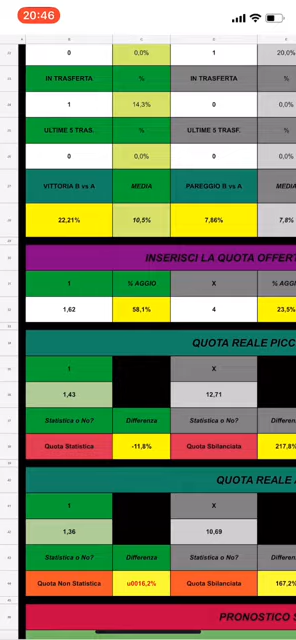 20:46
A B C D E
22 0 0,0% 1 20,0%
IN TRASFERTA % IN TRASFERTA %
1 14,3% 0 0,0%
ULTIME 5 TRAS. % ULTIME 5 TRASF. %
0 0,0% 0 0,0%
VITTORIA B vs A MEDIA PAREGGIO B vs A MEDIA
22,21% 10,5% 7,86% 7,8%
INSERISCI LA QUOTA OFFERT
1 % AGGIO X % AGG
1,62 58,1% 4 23,5%
QUOTA REALE PICC
1 X
1,43 12,71
Statistica o No? Differenza Statistica o No? Differen
Quota Statistica -11,8% Quota Sbilanciata 217,8%
QUOTA REALE A
1 X
1,36 10,69
Statistica o No? Differenza Statistica o No? Differen
Quota Non Statistica u0016,2% Quota Sbilanciata 167,2%
PRONOSTICO S